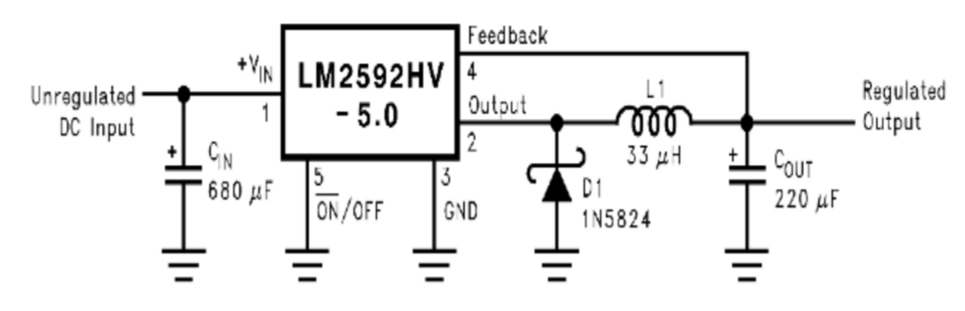 Feedback
+VIN
LM2592HV
4
- 5.0
Unregulated
DC Input
1
Output
2
L1
33 μH
Regulated
Output
+
CIN
680 μF
5
ON/OFF
3
GND
D1
1N5824
+
COUT
220 μF